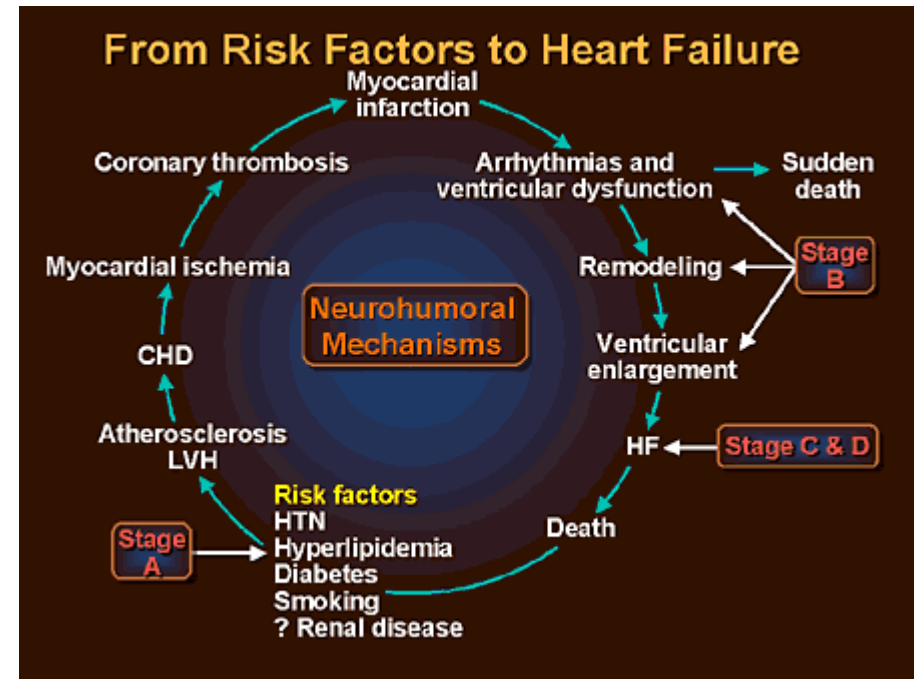 From Risk Factors to Heart Failure
Myocardial
infarction
Coronary thrombosis
Arrhythmias and
ventricular dysfunction
Sudden
death
Myocardial ischemia
Remodeling
Stage
B
Neurohumoral
Mechanisms
CHD
Ventricular
enlargement
Atherosclerosis
LVH
HF
Stage C & D
Risk factors
HTN
Hyperlipidemia
Diabetes
Smoking
? Renal disease
Stage
A
Death